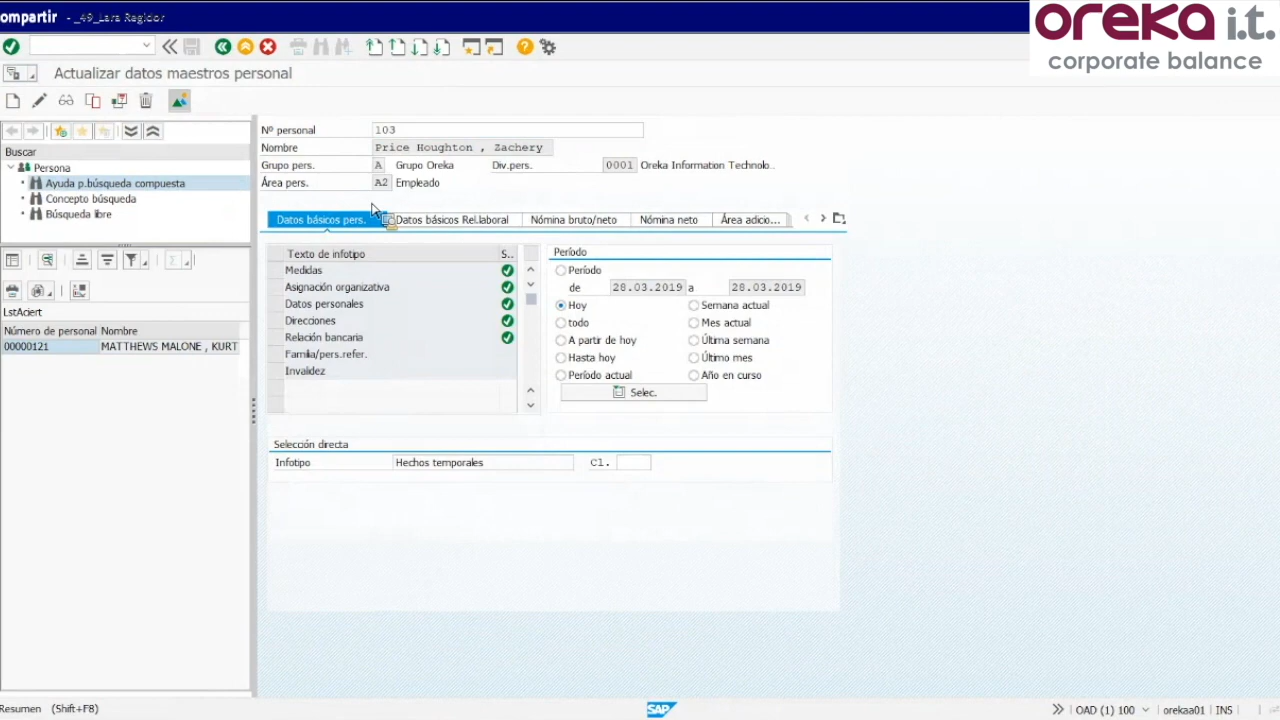 ompartir - _49_Lara Regidor
oreka i.t.
corporate balance
Actualizar datos maestros personal
Nº personal 103
Nombre Price Houghton , Zachery
Grupo pers. A Grupo Oreka Div.pers. 0001 Oreka Information Technolo..
Área pers. A2 Empleado
Buscar
Persona
Ayuda p.búsqueda compuesta
Concepto búsqueda
Búsqueda libre
LstAciert
Número de personal Nombre
00000121 MATTHEWS MALONE , KURT
Datos básicos pers. Datos básicos Rel.laboral Nómina bruto/neto Nómina neto Área adicio...
Texto de infotipo S..
Medidas
Asignación organizativa
Datos personales
Direcciones
Relación bancaria
Familia/pers.refer.
Invalidez
Período
Período
de 28.03.2019 a 28.03.2019
Hoy Semana actual
todo Mes actual
A partir de hoy Última semana
Hasta hoy Último mes
Período actual Año en curso
Selec.
Selección directa
Infotipo Hechos temporales Cl.
Resumen (Shift+F8)
SAP
OAD (1) 100 orekaa01 INS